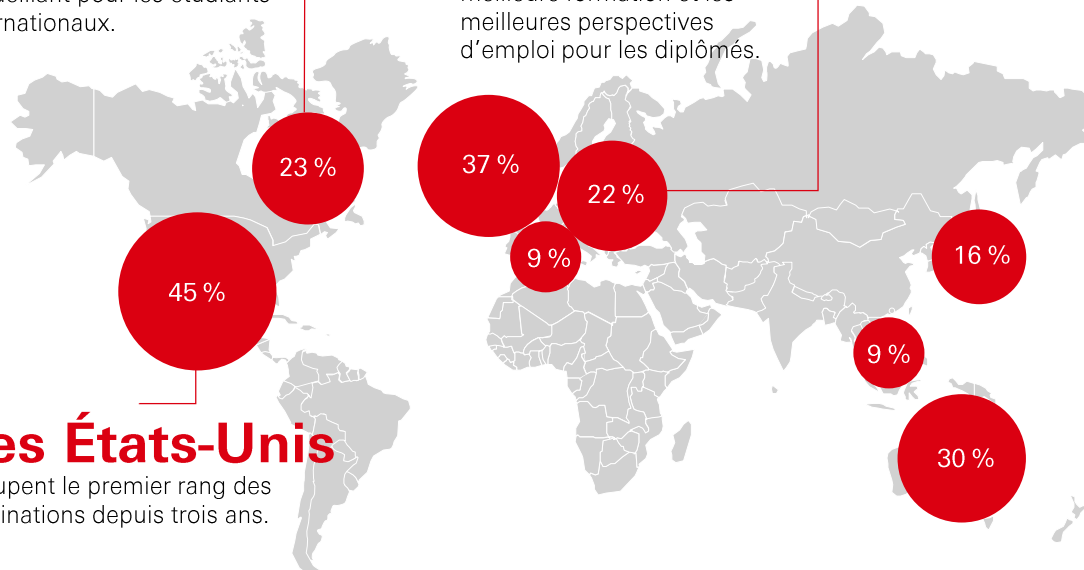 rnationaux.
meilleures perspectives
d’emploi pour les diplômés.
23 %
37 %
22 %
9 %
16 %
45 %
9 %
30 %
es États-Unis
upent le premier rang des
inations depuis trois ans.